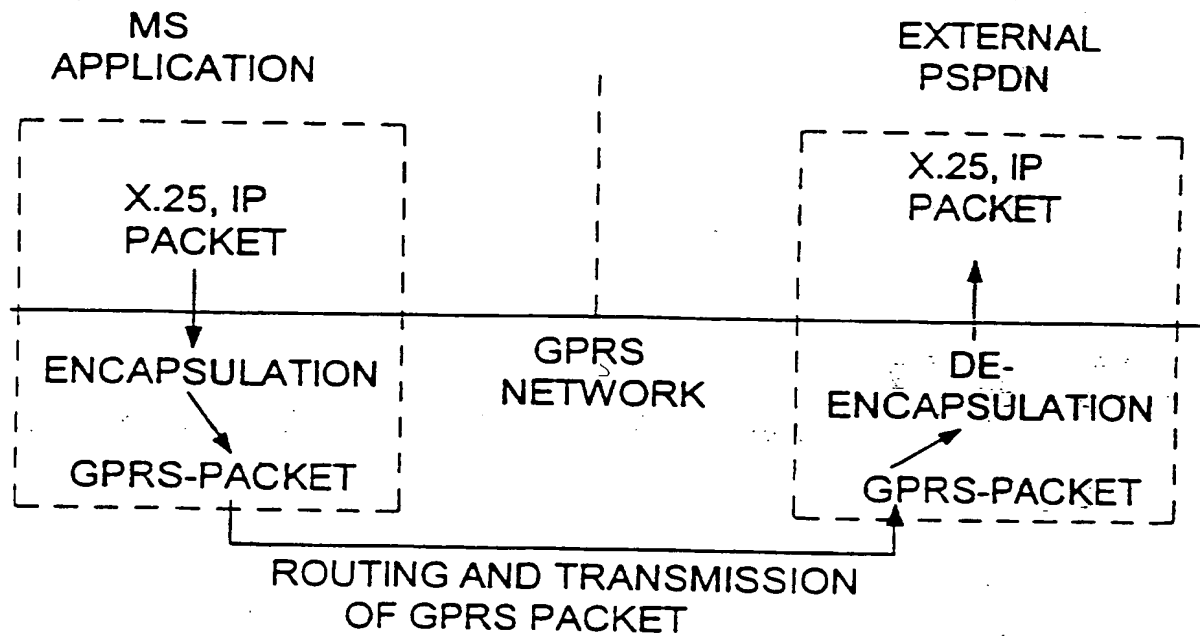 MS
APPLICATION
EXTERNAL
PSPDN
X.25, IP
PACKET
X.25, IP
PACKET
ENCAPSULATION
GPRS
NETWORK
DE-
ENCAPSULATION
GPRS-PACKET
GPRS-PACKET
ROUTING AND TRANSMISSION
OF GPRS PACKET